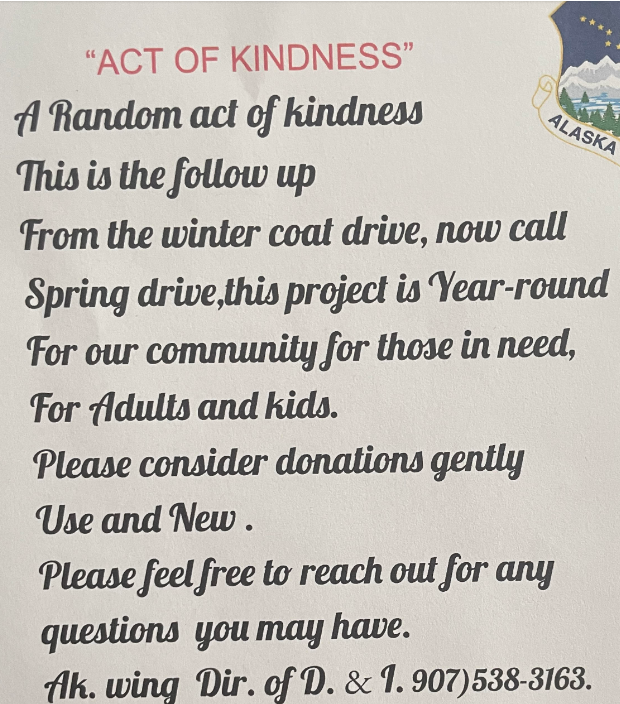 “ACT OF KINDNESS”
ALASKA
A Random act of kindness
This is the follow up
From the winter coat drive, now call
Spring drive,this project is Year-round
For our community for those in need,
For Adults and kids.
Please consider donations gently
Use and New .
Please feel free to reach out for any
questions you may have.
Ak. wing Dir. of D. & I. 907)538-3163.